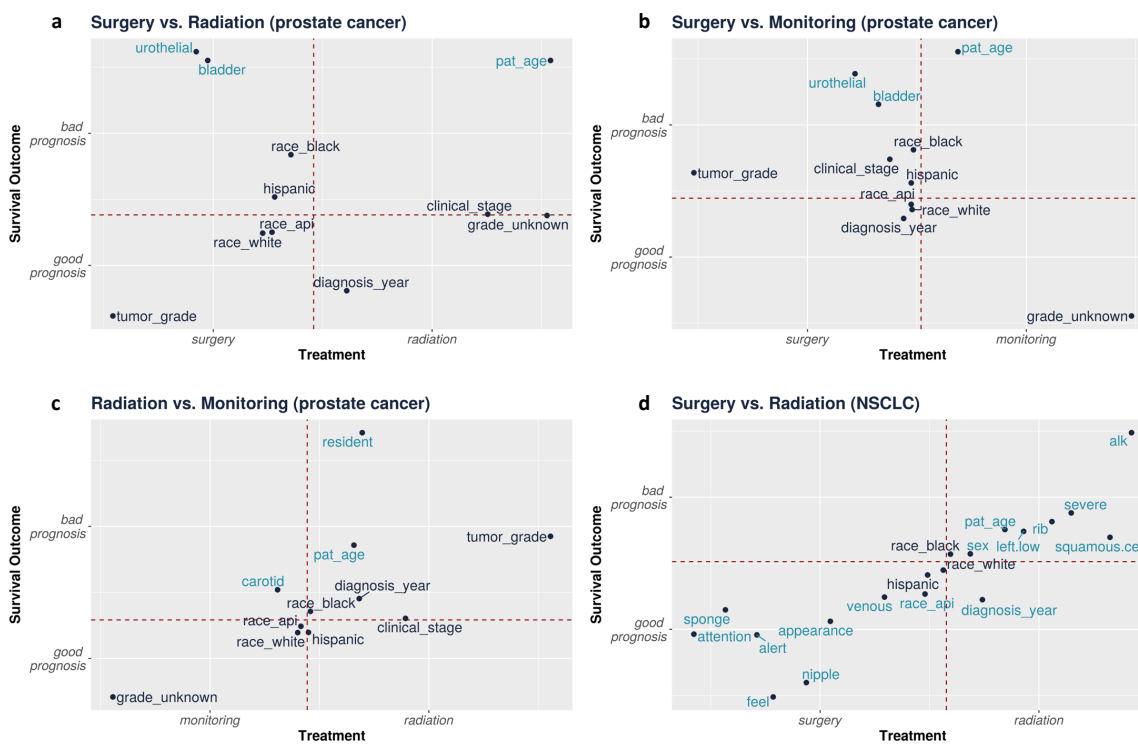 a
Surgery vs. Radiation (prostate cancer)
urothelial
bladder
pat_age
bad
prognosis
race_black
hispanic
clinical_stage
grade_unknown
race_api
race_white
good
prognosis
diagnosis_year
tumor_grade
Survival Outcome
surgery
radiation
Treatment
b
Surgery vs. Monitoring (prostate cancer)
pat_age
urothelial
bladder
bad
prognosis
race_black
clinical_stage
tumor_grade
hispanic
race_api
race_white
diagnosis_year
good
prognosis
grade_unknown
Survival Outcome
surgery
monitoring
Treatment
c
Radiation vs. Monitoring (prostate cancer)
resident
bad
prognosis
tumor_grade
pat_age
carotid
diagnosis_year
race_black
race_api
clinical_stage
race_white
hispanic
good
prognosis
grade_unknown
Survival Outcome
monitoring
radiation
Treatment
d
Surgery vs. Radiation (NSCLC)
alk
bad
prognosis
severe
pat_age
rib
race_black
sex
left.low
squamous.ce
race_white
hispanic
venous
race_api
diagnosis_year
sponge
appearance
good
prognosis
attention
alert
nipple
feel
Survival Outcome
surgery
radiation
Treatment